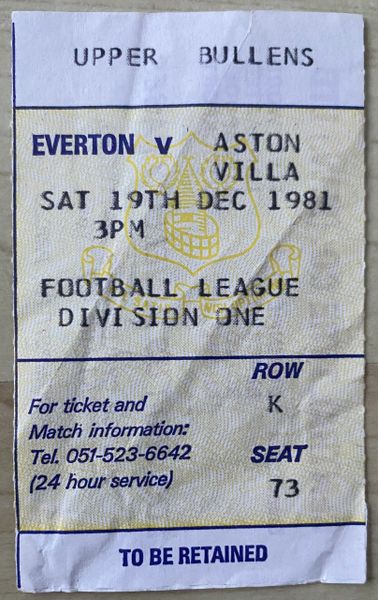 UPPER BULLENS
EVERTON v ASTON
VILLA
SAT 19TH DEC 1981
3PM
FOOTBALL LEAGUE
DIVISION ONE
ROW
K
For ticket and
Match information:
Tel. 051-523-6642
(24 hour service)
SEAT
73
TO BE RETAINED